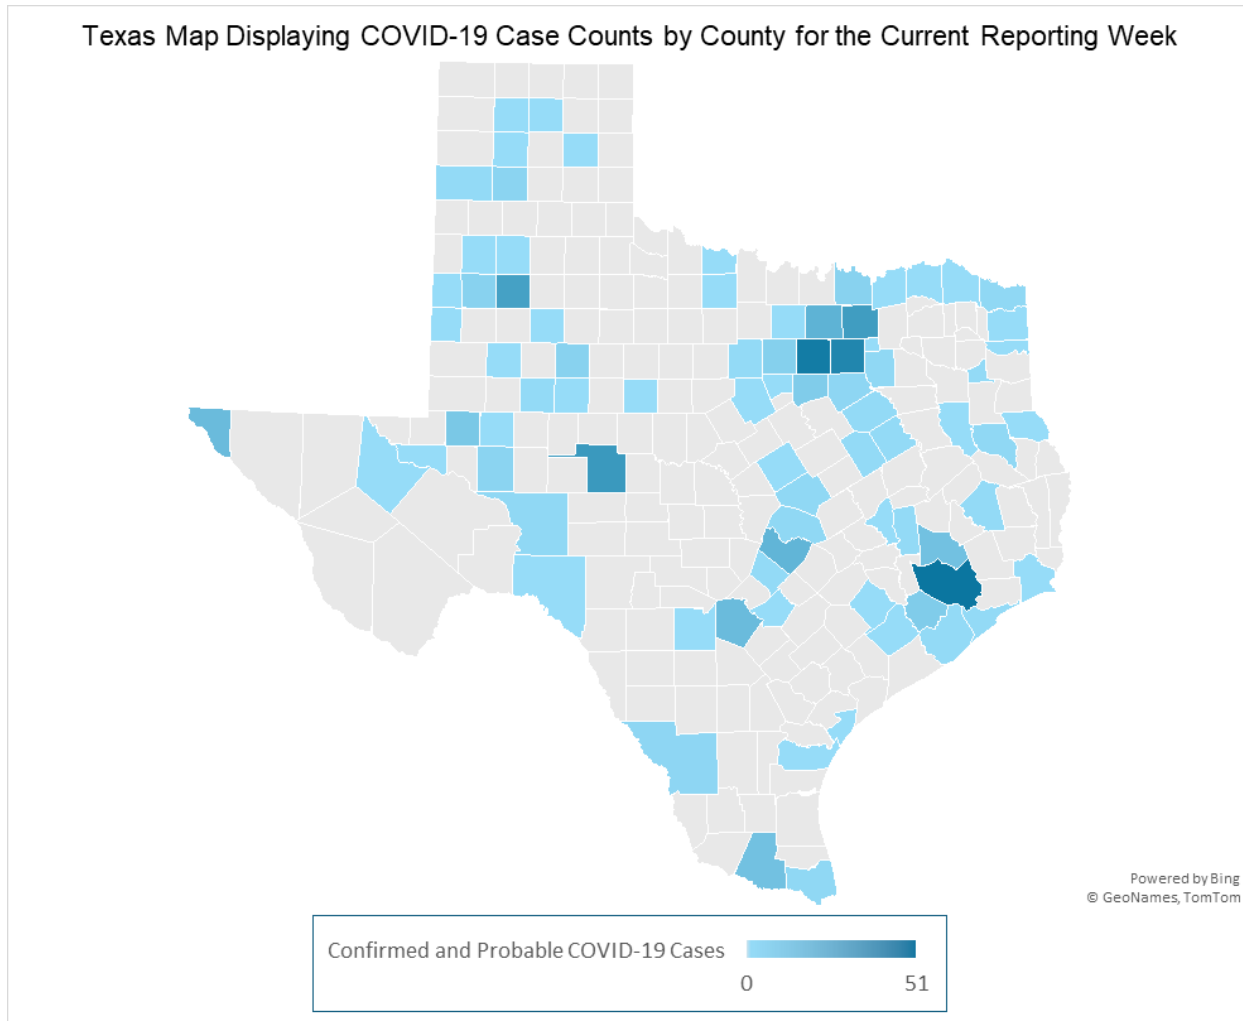 Texas Map Displaying COVID-19 Case Counts by County for the Current Reporting Week
Powered by Bing
© GeoNames, TomTom
Confirmed and Probable COVID-19 Cases
0 51